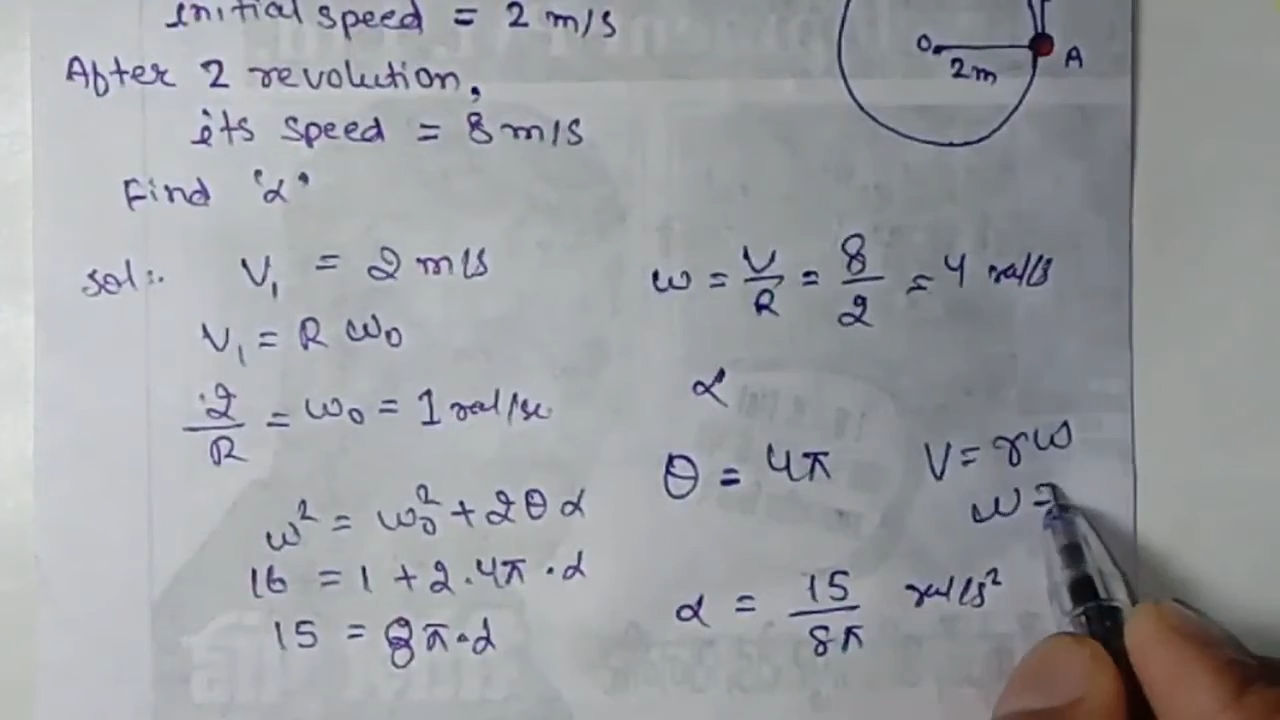 initial speed = 2 m/s
After 2 revolution,
its speed = 8 m/s
Find 'α'
O
2m
A
Sol:. V₁ = 2 m/s
V₁ = R ω₀
2/R = ω₀ = 1 rad/sec
ω² = ω₀² + 2θα
16 = 1 + 2.4π.α
15 = 8π.α
ω = V/R = 8/2 = 4 rad/s
α
θ = 4π
V = rω
ω =
α = 15/8π rad/s²